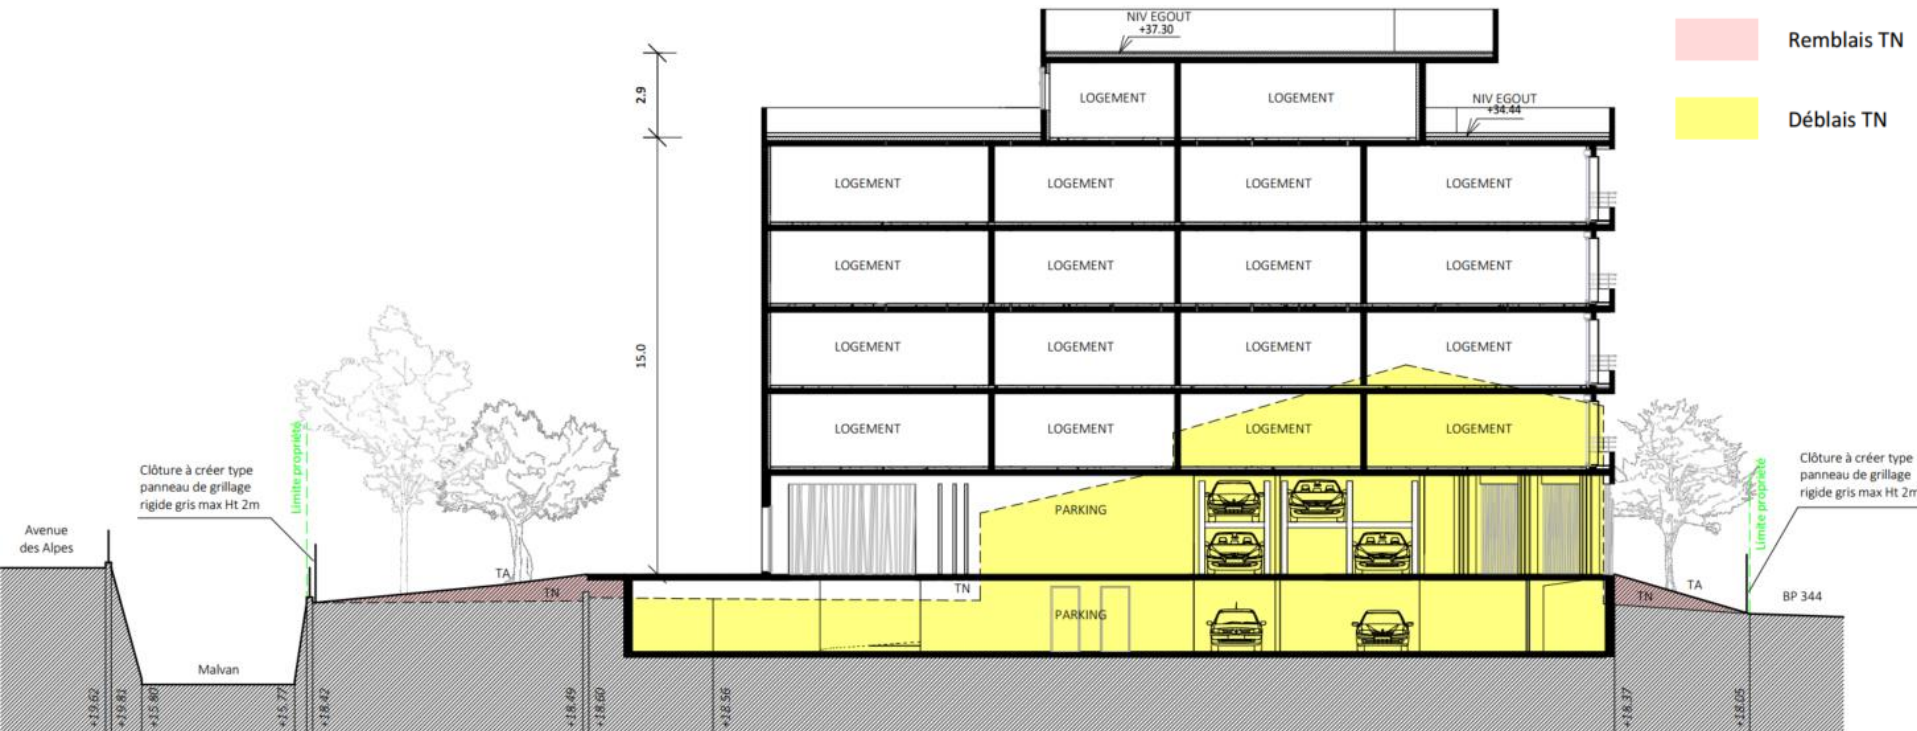 NIV EGOUT
+37.30
Remblais TN
2.9
LOGEMENT
LOGEMENT
NIV EGOUT
+34.44
Déblais TN
LOGEMENT
LOGEMENT
LOGEMENT
LOGEMENT
LOGEMENT
LOGEMENT
LOGEMENT
LOGEMENT
15.0
LOGEMENT
LOGEMENT
LOGEMENT
LOGEMENT
LOGEMENT
LOGEMENT
LOGEMENT
LOGEMENT
Limite propriété
Clôture à créer type
panneau de grillage
rigide gris max Ht 2m
Clôture à créer type
panneau de grillage
rigide gris max Ht 2m
Limite propriété
PARKING
Avenue
des Alpes
TA
TN
TN
TA
TN
BP 344
PARKING
Malvan
+19.62
+19.81
+15.80
+15.77
+18.42
+18.49
+18.60
+18.56
+18.37
+18.05